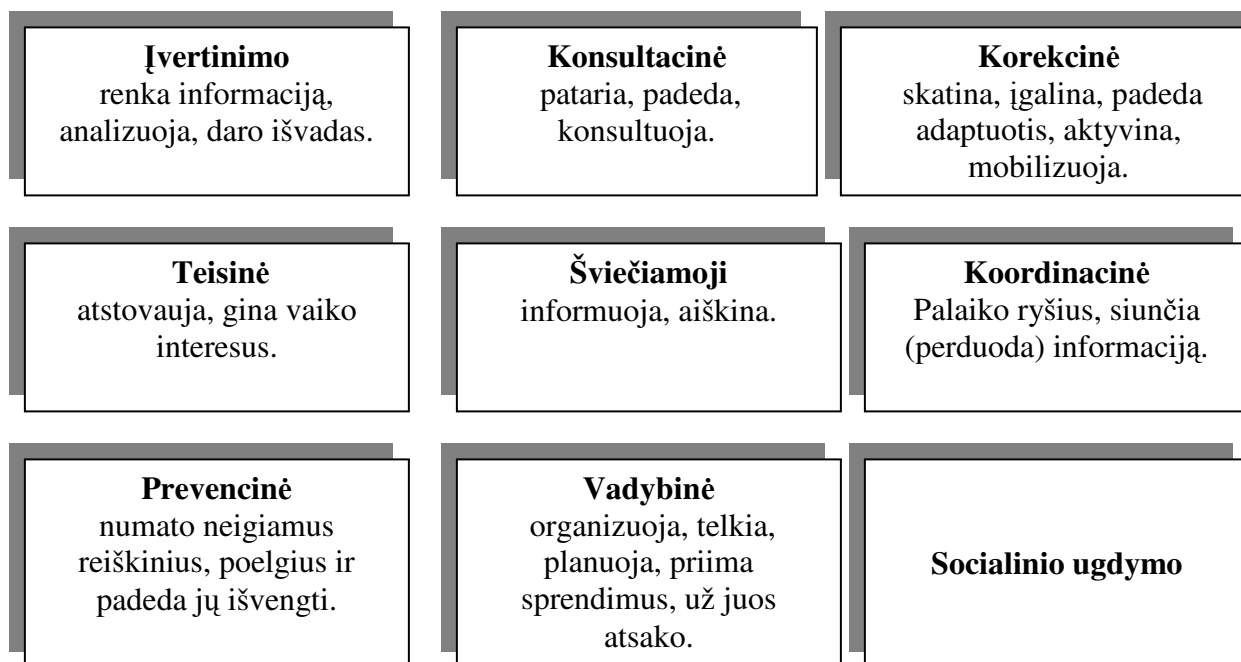 Įvertinimo
renka informaciją,
analizuoja, daro išvadas.
Konsultacinė
pataria, padeda,
konsultuoja.
Korekcinė
skatina, įgalina, padeda
adaptuotis, aktyvina,
mobilizuoja.
Teisinė
atstovauja, gina vaiko
interesus.
Šviečiamoji
informuoja, aiškina.
Koordinacinė
Palaiko ryšius, siunčia
(perduoda) informaciją.
Prevencinė
numato neigiamus
reiškinius, poelgius ir
padeda jų išvengti.
Vadybinė
organizuoja, telkia,
planuoja, priima
sprendimus, už juos
atsako.
Socialinio ugdymo